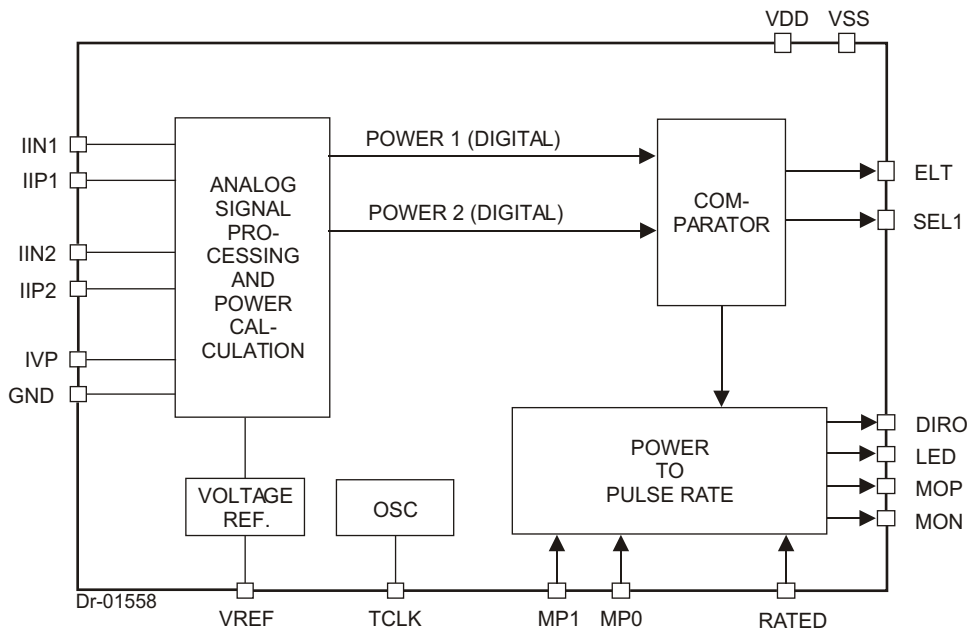 VDD VSS
IIN1
IIP1
IIN2
IIP2
IVP
GND
ANALOG
SIGNAL
PRO-
CESSING
AND
POWER
CAL-
CULATION
POWER 1 (DIGITAL)
POWER 2 (DIGITAL)
COM-
PARATOR
ELT
SEL1
POWER
TO
PULSE RATE
DIRO
LED
MOP
MON
VOLTAGE
REF.
OSC
Dr-01558
VREF TCLK MP1 MP0 RATED